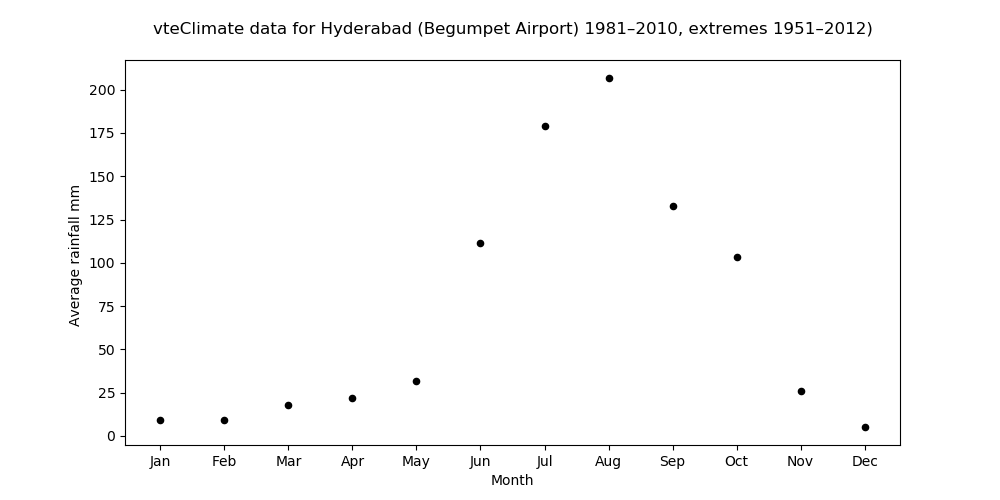 vteClimate data for Hyderabad (Begumpet Airport) 1981–2010, extremes 1951–2012)
Average rainfall mm
200
175
150
125
100
75
50
25
0
Jan Feb Mar Apr May Jun Jul Aug Sep Oct Nov Dec
Month